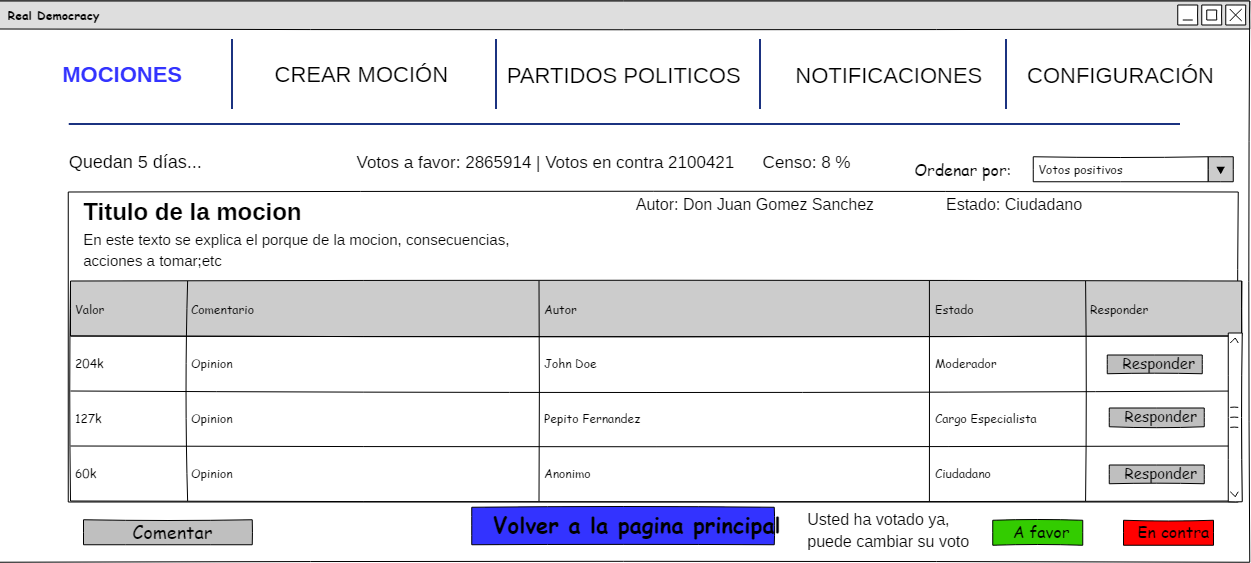 Real Democracy
MOCIONES CREAR MOCIÓN PARTIDOS POLITICOS NOTIFICACIONES CONFIGURACIÓN
Quedan 5 días... Votos a favor: 2865914 | Votos en contra 2100421 Censo: 8 % Ordenar por: Votos positivos
Titulo de la mocion Autor: Don Juan Gomez Sanchez Estado: Ciudadano
En este texto se explica el porque de la mocion, consecuencias,
acciones a tomar;etc
Valor Comentario Autor Estado Responder
204k Opinion John Doe Moderador Responder
127k Opinion Pepito Fernandez Cargo Especialista Responder
60k Opinion Anonimo Ciudadano Responder
Comentar Volver a la pagina principal Usted ha votado ya, A favor En contra
puede cambiar su voto